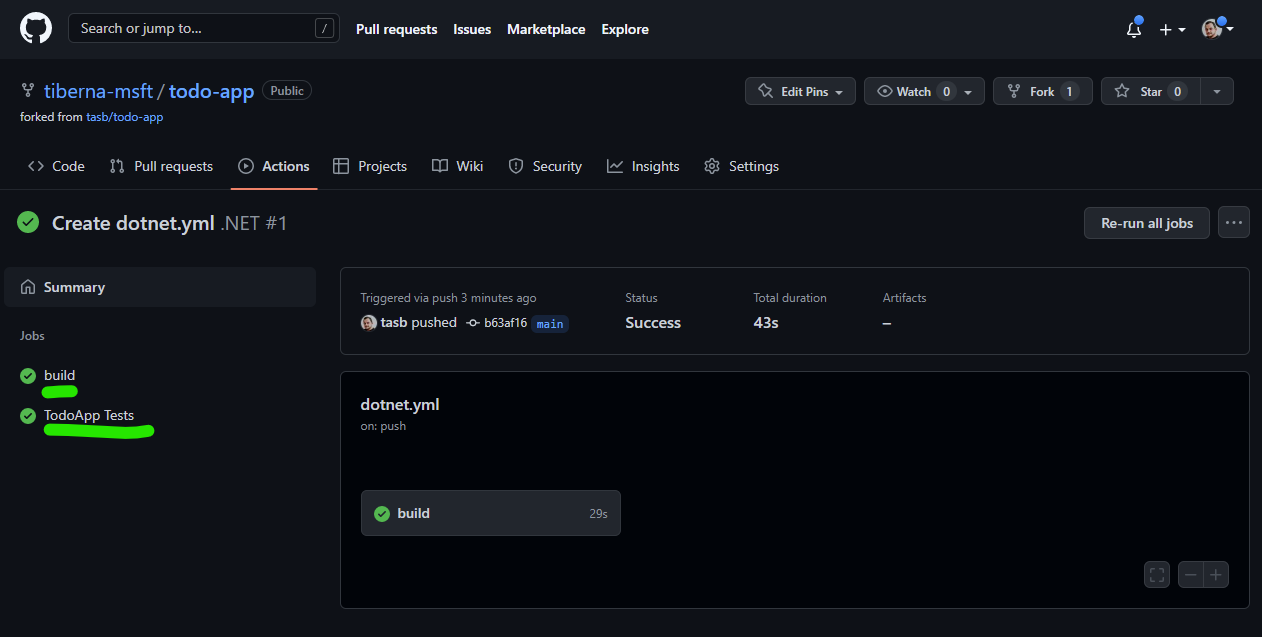 Search or jump to... /
Pull requests Issues Marketplace Explore
tiberna-msft / todo-app Public
Edit Pins Watch 0 Fork 1 Star 0
forked from tasb/todo-app
Code Pull requests Actions Projects Wiki Security Insights Settings
Create dotnet.yml .NET #1
Re-run all jobs ...
Summary
Jobs
build
TodoApp Tests
Triggered via push 3 minutes ago
tasb pushed b63af16 main
Status
Success
Total duration
43s
Artifacts
–
dotnet.yml
on: push
build 29s